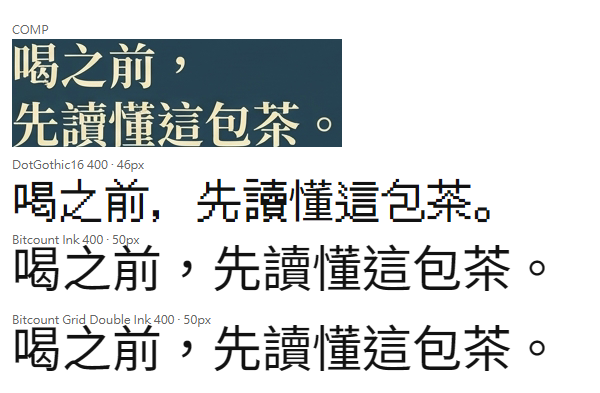 COMP
喝之前，
先讀懂這包茶。
DotGothic16 400 · 46px
喝之前，先讀懂這包茶。
Bitcount Ink 400 · 50px
喝之前，先讀懂這包茶。
Bitcount Grid Double Ink 400 · 50px
喝之前，先讀懂這包茶。